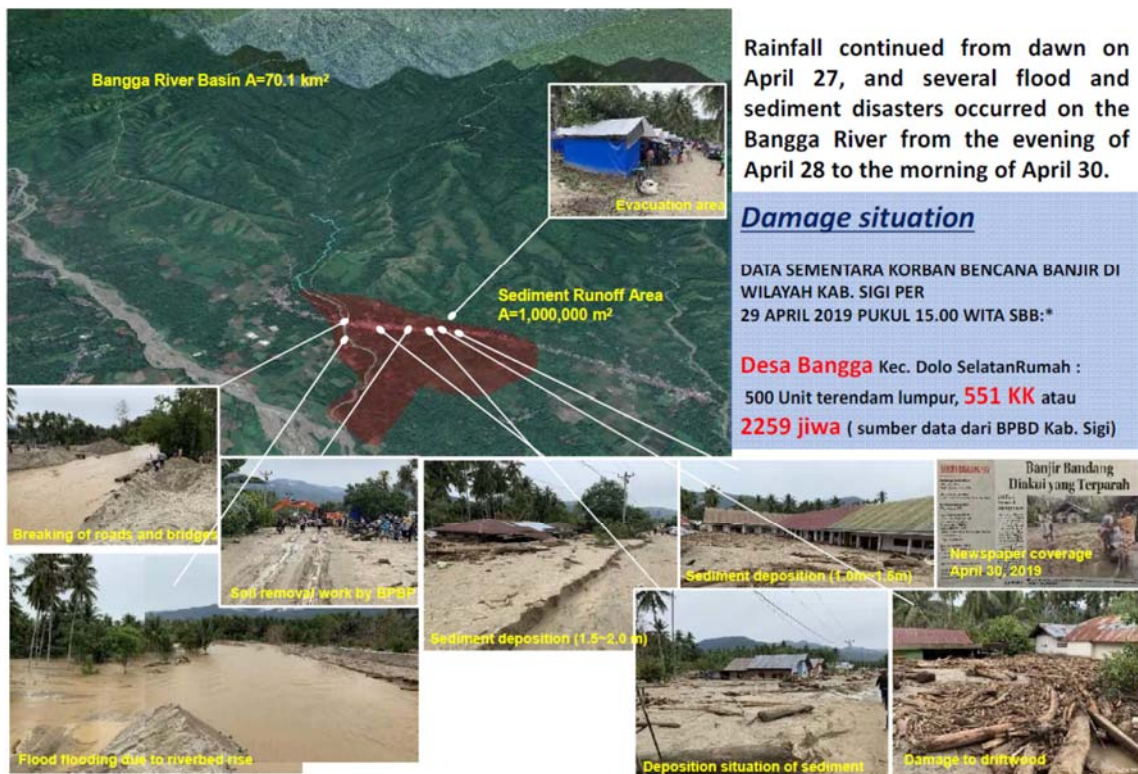 Bangga River Basin A=70.1 km²
Evacuation area
Sediment Runoff Area
A=1,000,000 m²
Rainfall continued from dawn on
April 27, and several flood and
sediment disasters occurred on the
Bangga River from the evening of
April 28 to the morning of April 30.
Damage situation
DATA SEMENTARA KORBAN BENCANA BANJIR DI
WILAYAH KAB. SIGI PER
29 APRIL 2019 PUKUL 15.00 WITA SBB:*
Desa Bangga Kec. Dolo SelatanRumah :
500 Unit terendam lumpur, 551 KK atau
2259 jiwa ( sumber data dari BPBD Kab. Sigi)
Breaking of roads and bridges
Soil removal work by BPBP
Sediment deposition (1.5~2.0 m)
Sediment deposition (1.0m~1.5m)
Banjir Bandang
Diakui yang Terparah
Newspaper coverage
April 30, 2019
Flood flooding due to riverbed rise
Deposition situation of sediment
Damage to driftwood